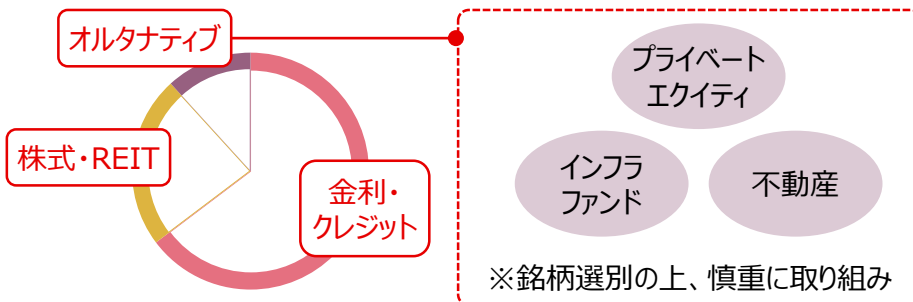 オルタナティブ
株式・REIT
金利・
クレジット
プライベート
エクイティ
インフラ
ファンド
不動産
※銘柄選別の上、慎重に取り組み